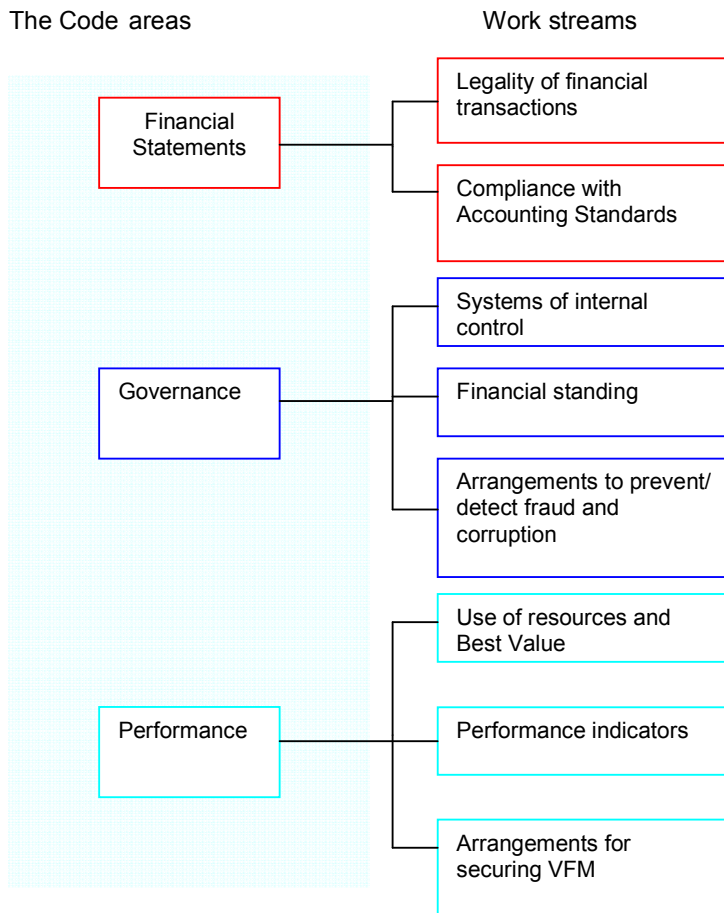 The Code areas
Work streams
Financial
Statements
Legality of financial
transactions
Compliance with
Accounting Standards
Governance
Systems of internal
control
Financial standing
Arrangements to prevent/
detect fraud and
corruption
Performance
Use of resources and
Best Value
Performance indicators
Arrangements for
securing VFM